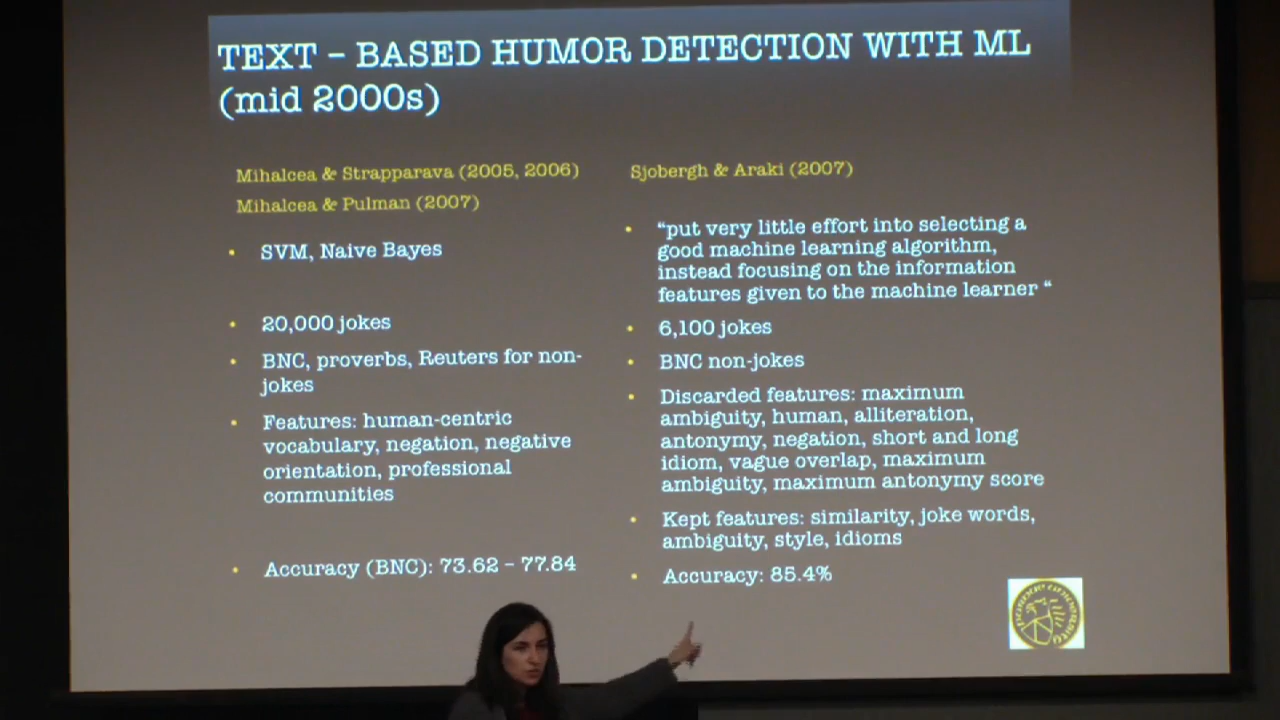 TEXT – BASED HUMOR DETECTION WITH ML
(mid 2000s)
Mihalcea & Strapparava (2005, 2006)
Mihalcea & Pulman (2007)
• SVM, Naive Bayes
• 20,000 jokes
• BNC, proverbs, Reuters for non-
jokes
• Features: human-centric
vocabulary, negation, negative
orientation, professional
communities
• Accuracy (BNC): 73.62 – 77.84
Sjobergh & Araki (2007)
• “put very little effort into selecting a
good machine learning algorithm,
instead focusing on the information
features given to the machine learner “
• 6,100 jokes
• BNC non-jokes
• Discarded features: maximum
ambiguity, human, alliteration,
antonymy, negation, short and long
idiom, vague overlap, maximum
ambiguity, maximum antonymy score
• Kept features: similarity, joke words,
ambiguity, style, idioms
• Accuracy: 85.4%